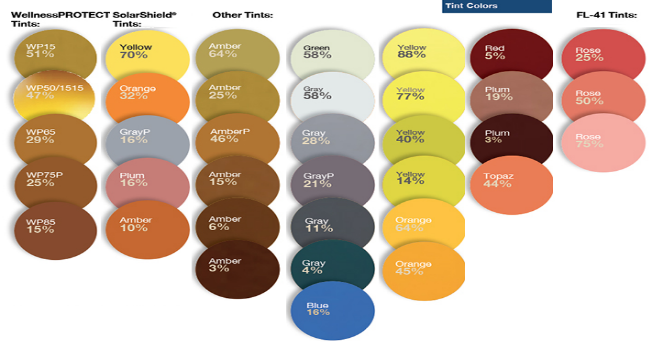 Tint Colors
WellnessPROTECT
Tints:
SolarShield®
Tints:
Other Tints:
FL-41 Tints:
WP15
51%
WP50/1515
47%
WP65
29%
WP75P
25%
WP85
15%
Yellow
70%
Orange
32%
GrayP
16%
Plum
16%
Amber
10%
Amber
64%
Amber
25%
AmberP
46%
Amber
15%
Amber
6%
Amber
3%
Green
58%
Gray
58%
Gray
28%
GrayP
21%
Gray
11%
Gray
4%
Blue
16%
Yellow
88%
Yellow
77%
Yellow
40%
Yellow
14%
Orange
64%
Orange
45%
Red
5%
Plum
19%
Plum
3%
Topaz
44%
Rose
25%
Rose
50%
Rose
75%